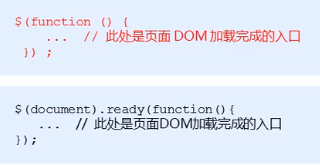 $(function () {
... // 此处是页面 DOM 加载完成的入口
}) ;
$(document).ready(function(){
... // 此处是页面DOM加载完成的入口
});